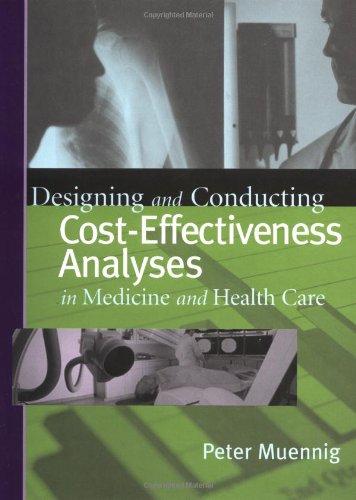 Designing and Conducting
Cost-Effectiveness
Analyses
in Medicine and Health Care
Peter Muennig